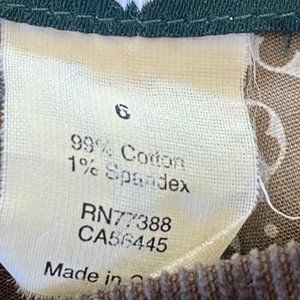 6
99% Cotton
1% Spandex
RN77388
CA56445
Made in